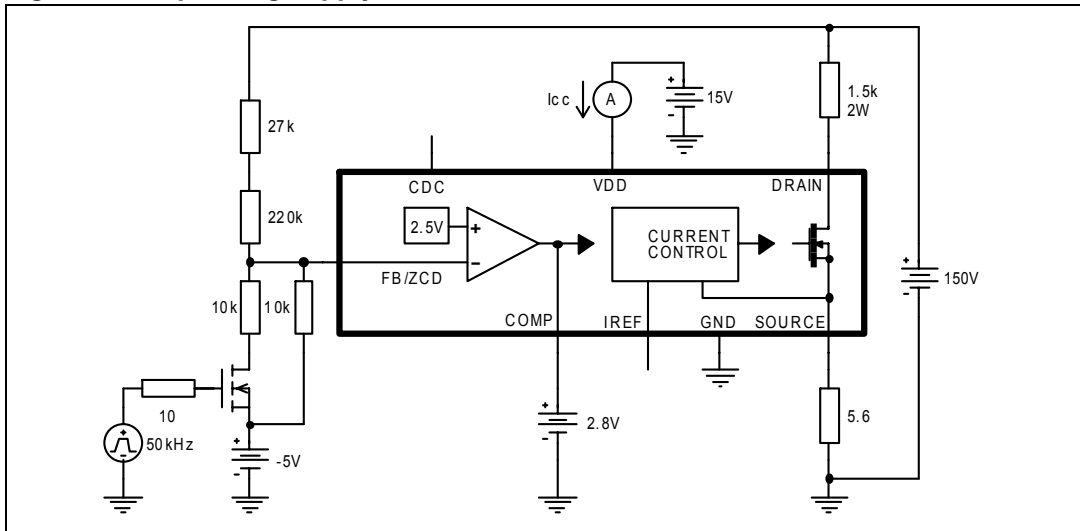 27k
220k
10k
10k
10
50kHz
-5V
CDC
2.5V
+
-
FB/ZCD
COMP
Icc
A
+
-
15V
VDD
CURRENT
CONTROL
IREF
GND
DRAIN
SOURCE
1.5k
2W
+
-
150V
5.6
+
-
2.8V
+
-
+
-